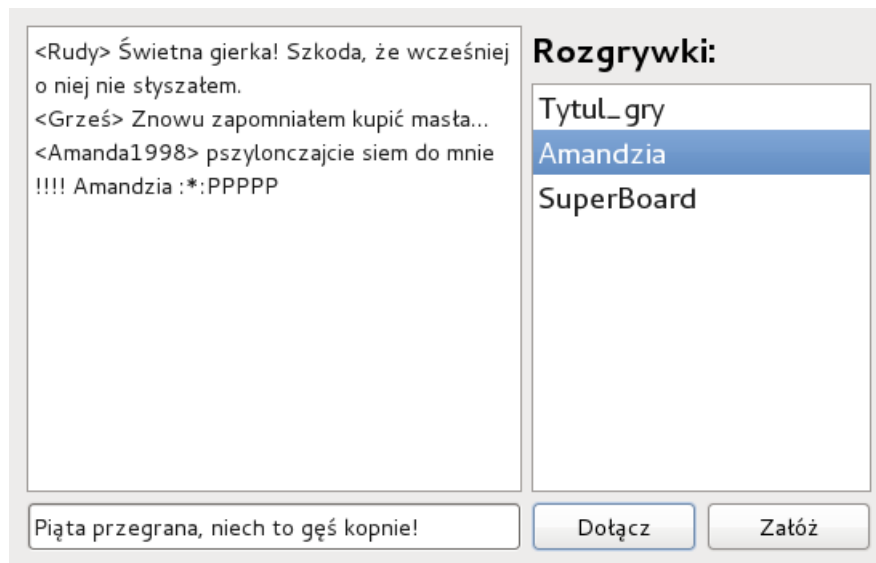 <Rudy> Świetna gierka! Szkoda, że wcześniej
o niej nie słyszałem.
<Grześ> Znowu zapomniałem kupić masła...
<Amanda1998> pszylonczajcie siem do mnie
!!!! Amandzia :*:PPPPP
Piąta przegrana, niech to gęś kopnie!
Rozgrywki:
Tytul_gry
Amandzia
SuperBoard
Dołącz
Załóż